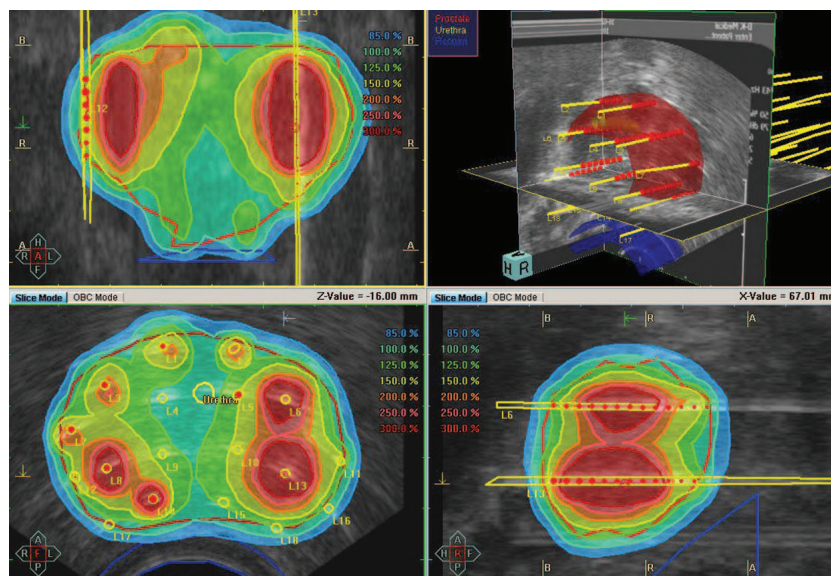 L13
B
B
85.0 %
100.0 %
125.0 %
150.0 %
200.0 %
250.0 %
300.0 %
L12
R
R
A
A
H
R A L
F
Prostate
Urethra
Rectum
B-K Medical
L6
L18
L17
H R
Slice Mode
OBC Mode
Z-Value = -16.00 mm
Slice Mode
OBC Mode
X-Value = 67.01 mm
85.0 %
100.0 %
125.0 %
150.0 %
200.0 %
250.0 %
300.0 %
L3
L4
Urethra
L5
L6
L8
L9
L10
L11
L13
L14
L15
L16
L17
L18
A
R F L
P
B
R
A
85.0 %
100.0 %
125.0 %
150.0 %
200.0 %
250.0 %
300.0 %
L6
L13
A
H R F
P
B
R
A